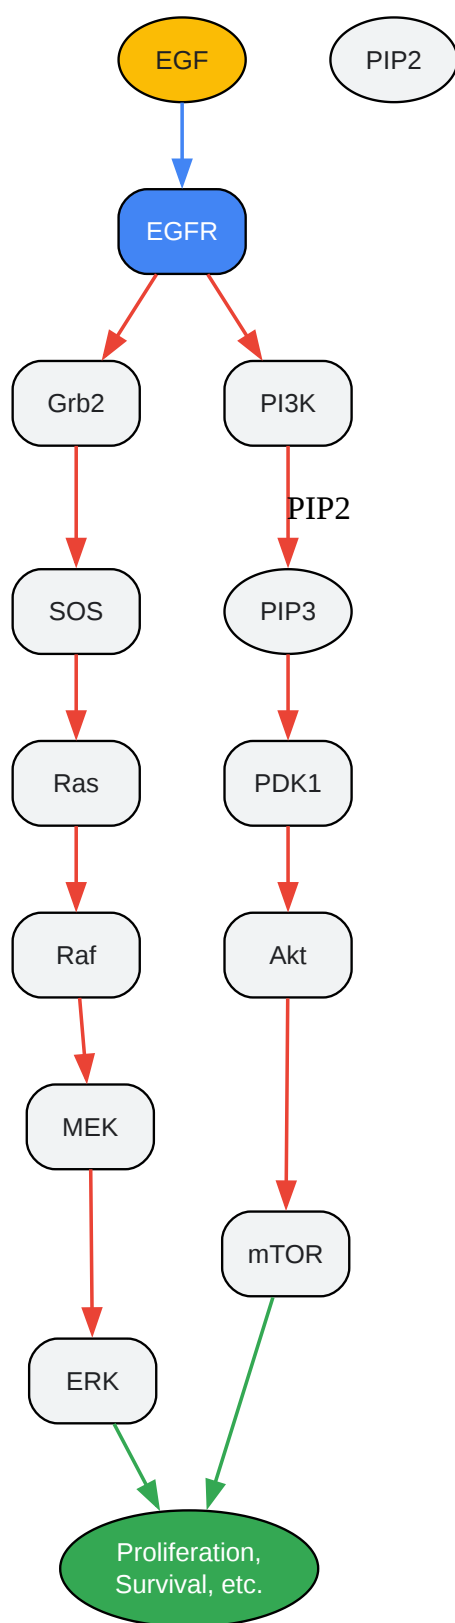 EGF
PIP2
EGFR
Grb2
PI3K
PIP2
SOS
PIP3
Ras
PDK1
Raf
Akt
MEK
mTOR
ERK
Proliferation,
Survival, etc.